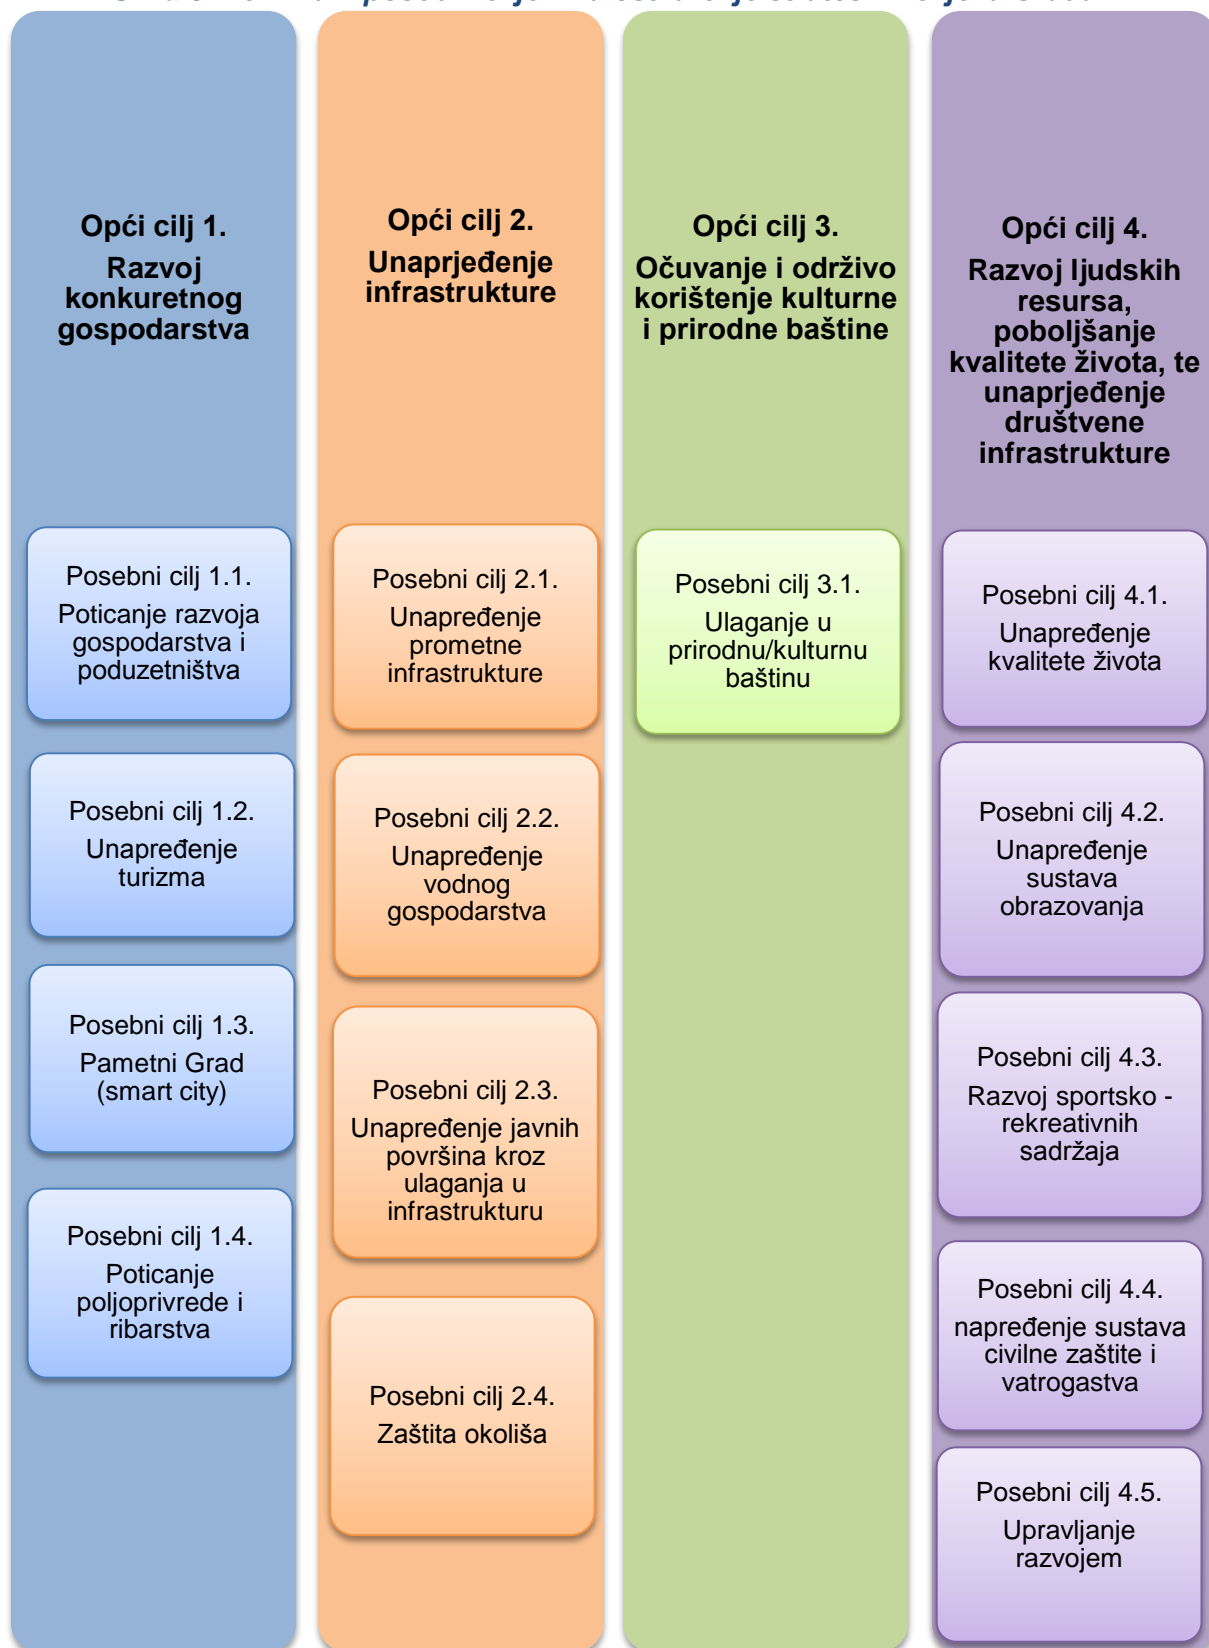 Opći cilj 1.
Razvoj
konkuretnog
gospodarstva
Posebni cilj 1.1.
Poticanje razvoja
gospodarstva i
poduzetništva
Posebni cilj 1.2.
Unapređenje
turizma
Posebni cilj 1.3.
Pametni Grad
(smart city)
Posebni cilj 1.4.
Poticanje
poljoprivrede i
ribarstva
Opći cilj 2.
Unaprjeđenje
infrastrukture
Posebni cilj 2.1.
Unapređenje
prometne
infrastrukture
Posebni cilj 2.2.
Unapređenje
vodnog
gospodarstva
Posebni cilj 2.3.
Unapređenje javnih
površina kroz
ulaganja u
infrastrukturu
Posebni cilj 2.4.
Zaštita okoliša
Opći cilj 3.
Očuvanje i održivo
korištenje kulturne
i prirodne baštine
Posebni cilj 3.1.
Ulaganje u
prirodnu/kulturnu
baštinu
Opći cilj 4.
Razvoj ljudskih
resursa,
poboljšanje
kvalitete života, te
unaprjeđenje
društvene
infrastrukture
Posebni cilj 4.1.
Unapređenje
kvalitete života
Posebni cilj 4.2.
Unapređenje
sustava
obrazovanja
Posebni cilj 4.3.
Razvoj sportsko -
rekreativnih
sadržaja
Posebni cilj 4.4.
napređenje sustava
civilne zaštite i
vatrogastva
Posebni cilj 4.5.
Upravljanje
razvojem